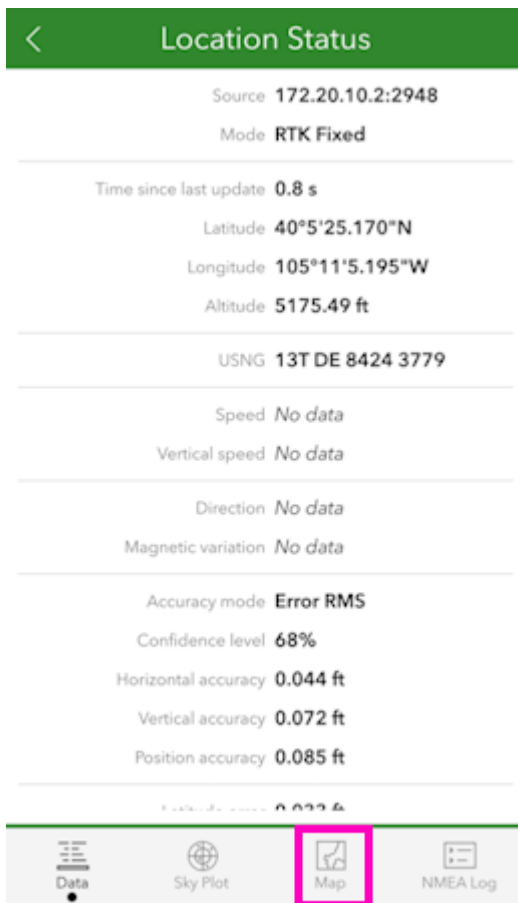 Location Status
Source 172.20.10.2:2948
Mode RTK Fixed
Time since last update 0.8 s
Latitude 40°5'25.170"N
Longitude 105°11'5.195"W
Altitude 5175.49 ft
USNG 13T DE 8424 3779
Speed No data
Vertical speed No data
Direction No data
Magnetic variation No data
Accuracy mode Error RMS
Confidence level 68%
Horizontal accuracy 0.044 ft
Vertical accuracy 0.072 ft
Position accuracy 0.085 ft
Data Sky Plot Map NMEA Log